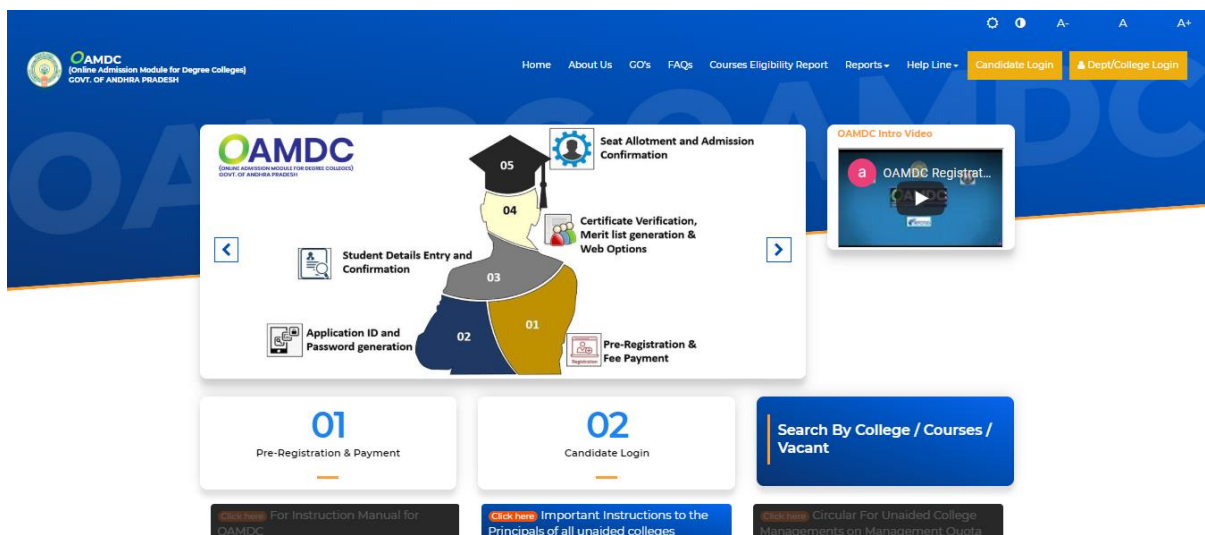 A-
A
A+
OAMDC
(Online Admission Module for Degree Colleges)
GOVT. OF ANDHRA PRADESH
Home
About Us
GO's
FAQs
Courses Eligibility Report
Reports
Help Line
Candidate Login
Dept/College Login
OAMDCOAMDC
OAMDC
(ONLINE ADMISSION MODULE FOR DEGREE COLLEGES)
GOVT. OF ANDHRA PRADESH
05
Seat Allotment and Admission
Confirmation
04
Certificate Verification,
Merit list generation &
Web Options
Student Details Entry and
Confirmation
03
Application ID and
Password generation
02
01
Registration
Pre-Registration &
Fee Payment
OAMDC Intro Video
a
OAMDC Registrat...
OAMDC
01
Pre-Registration & Payment
02
Candidate Login
Search By College / Courses /
Vacant
Click here For Instruction Manual for
OAMDC
Click here Important Instructions to the
Principals of all unaided colleges
Click here Circular For Unaided College
Managements on Management Quota